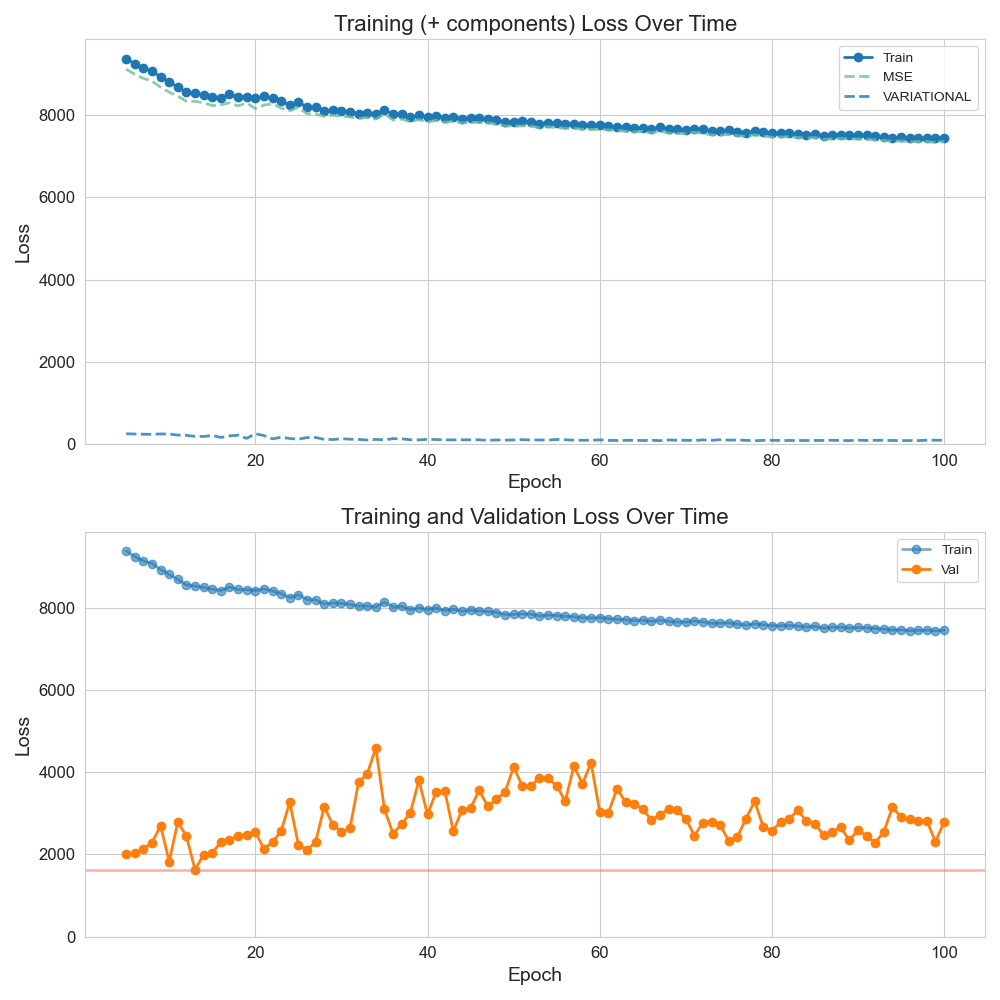 Training (+ components) Loss Over Time
Train
MSE
VARIATIONAL
8000
6000
4000
2000
0
Loss
20 40 60 80 100
Epoch
Training and Validation Loss Over Time
Train
Val
8000
6000
4000
2000
0
Loss
20 40 60 80 100
Epoch